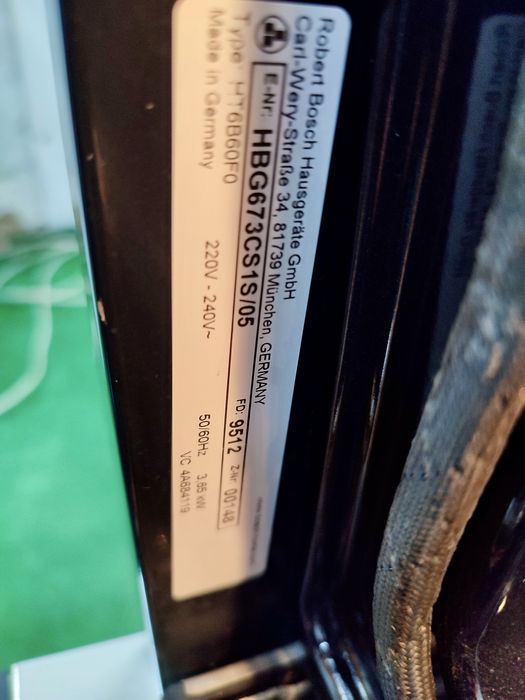 Robert Bosch Hausgeräte GmbH
Carl-Wery-Straße 34, 81739 München, GERMANY
E-Nr: HBG673CS1S/05 FD: 9512 Z-Nr 00148
Type HT6B60F0 220V - 240V~ 50/60Hz 3,65 kW
Made in Germany VC 4A684119